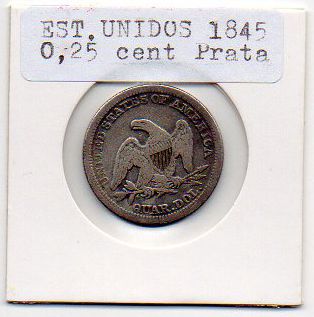 EST. UNIDOS 1845
0,25 cent Prata
UNITED STATES OF AMERICA
QUAR. DOL.